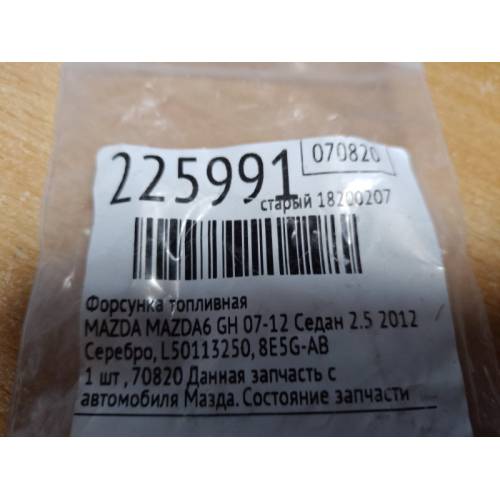 225991
070820
старый 18200207
Форсунка топливная
MAZDA MAZDA6 GH 07-12 Седан 2.5 2012
Серебро, L50113250, 8E5G-AB
1 шт , 70820 Данная запчасть с
автомобиля Мазда. Состояние запчасти